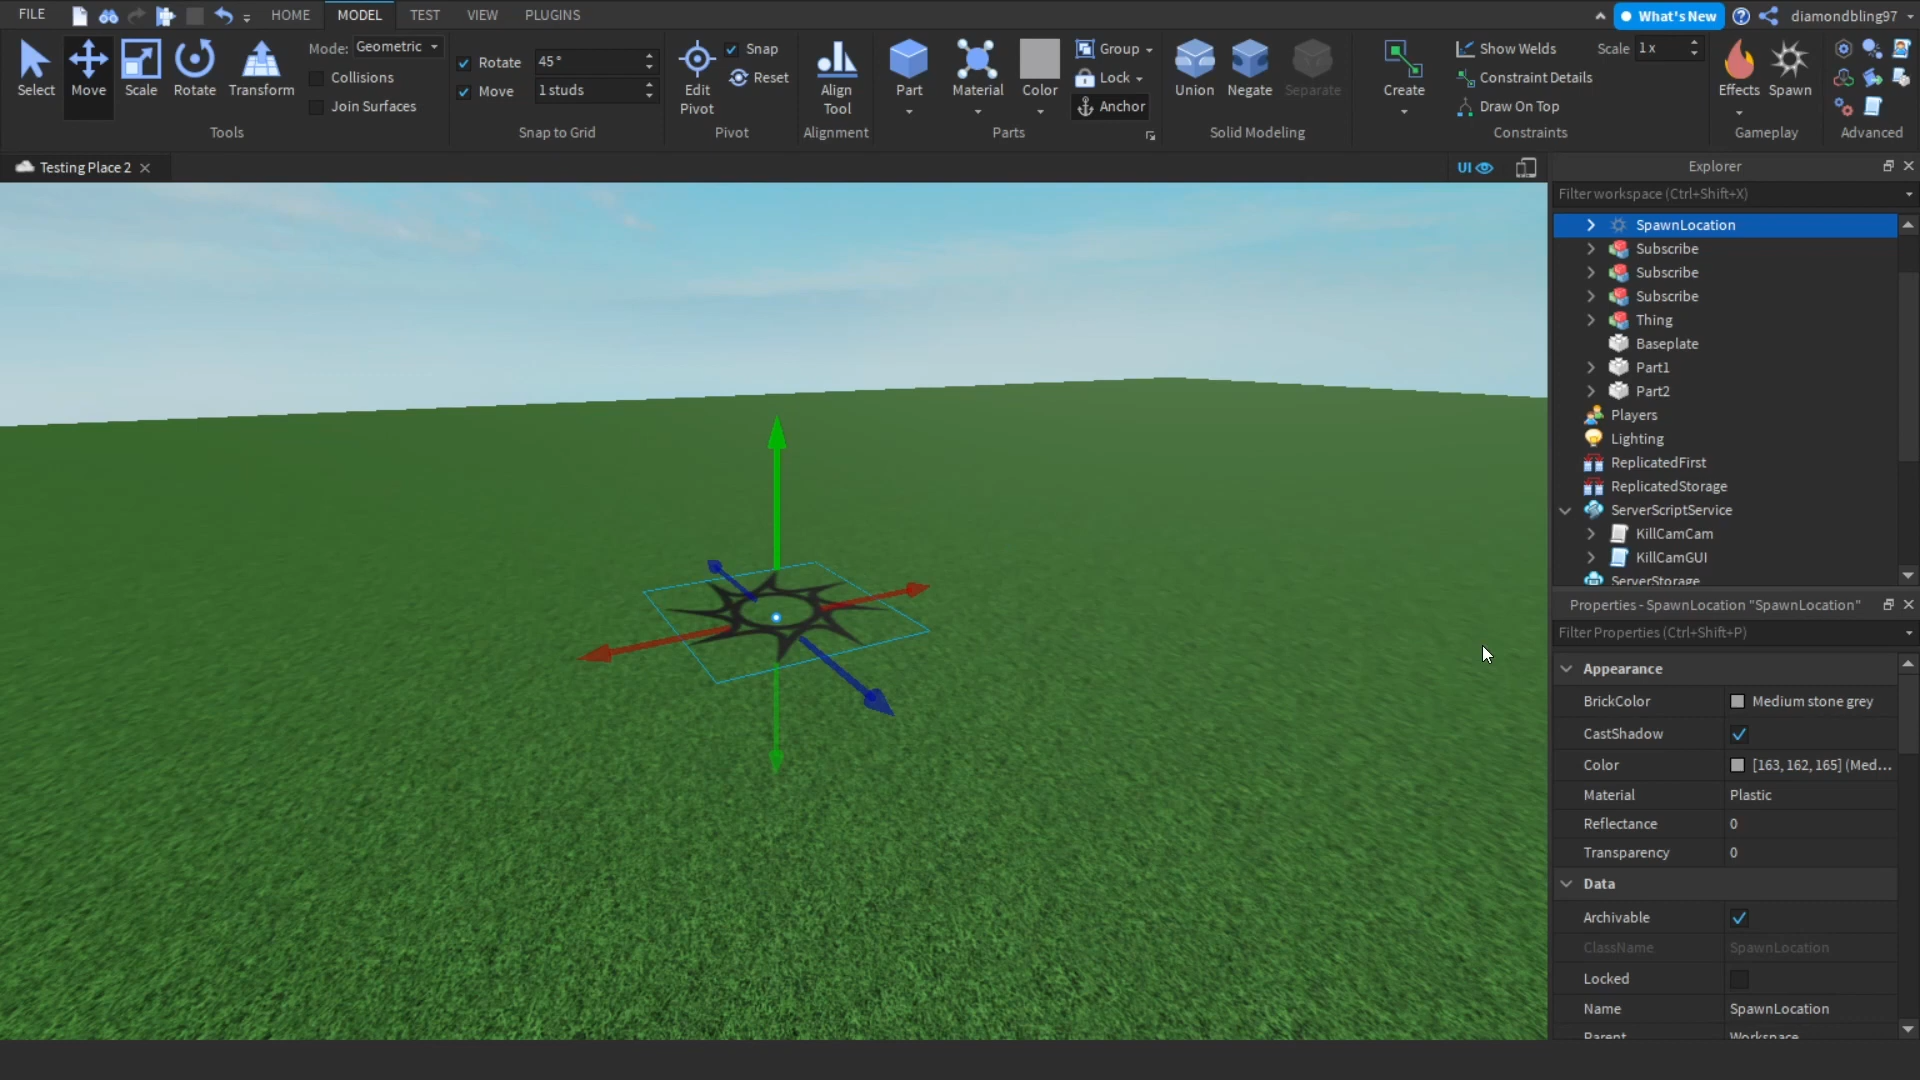 FILE HOME MODEL TEST VIEW PLUGINS What's New diamondbling97
Select Move Scale Rotate Transform
Mode: Geometric
Collisions
Join Surfaces
Tools
Rotate 45°
Move 1 studs
Snap to Grid
Edit Pivot
Snap
Reset
Pivot
Align Tool
Alignment
Part Material Color
Group
Lock
Anchor
Parts
Union Negate Separate
Solid Modeling
Create
Show Welds
Constraint Details
Draw On Top
Scale 1 x
Constraints
Effects Spawn
Gameplay
Advanced
Testing Place 2
UI
Explorer
Filter workspace (Ctrl+Shift+X)
SpawnLocation
Subscribe
Subscribe
Subscribe
Thing
Baseplate
Part1
Part2
Players
Lighting
ReplicatedFirst
ReplicatedStorage
ServerScriptService
KillCamCam
KillCamGUI
ServerStorage
Properties - SpawnLocation "SpawnLocation"
Filter Properties (Ctrl+Shift+P)
Appearance
BrickColor Medium stone grey
CastShadow
Color [163, 162, 165] (Med...
Material Plastic
Reflectance 0
Transparency 0
Data
Archivable
ClassName SpawnLocation
Locked
Name SpawnLocation
Parent Workspace